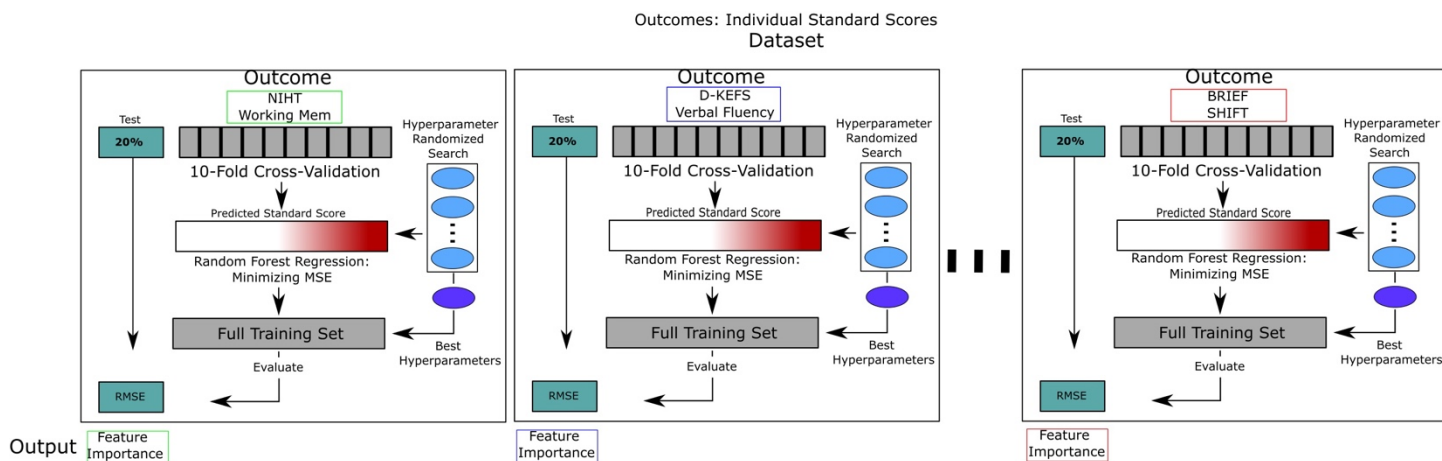 Outcomes: Individual Standard Scores
Dataset
Outcome
NIHT
Working Mem
Test
20%
Hyperparameter
Randomized
Search
10-Fold Cross-Validation
Predicted Standard Score
Random Forest Regression:
Minimizing MSE
Full Training Set
Best
Hyperparameters
Evaluate
RMSE
Outcome
D-KEFS
Verbal Fluency
Test
20%
Hyperparameter
Randomized
Search
10-Fold Cross-Validation
Predicted Standard Score
Random Forest Regression:
Minimizing MSE
Full Training Set
Best
Hyperparameters
Evaluate
RMSE
Outcome
BRIEF
SHIFT
Test
20%
Hyperparameter
Randomized
Search
10-Fold Cross-Validation
Predicted Standard Score
Random Forest Regression:
Minimizing MSE
Full Training Set
Best
Hyperparameters
Evaluate
RMSE
Output
Feature
Importance
Feature
Importance
Feature
Importance